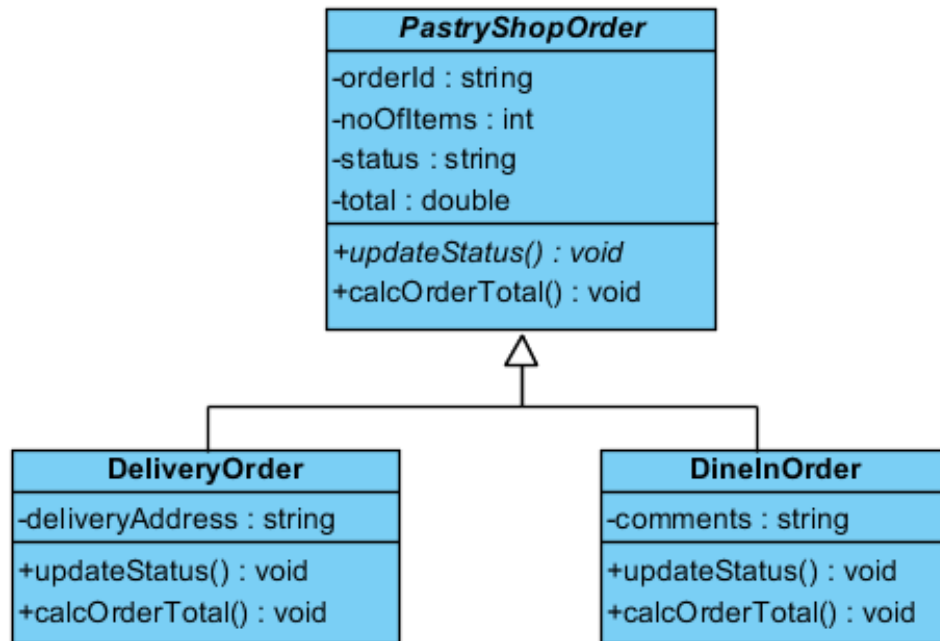 PastryShopOrder
-orderId : string
-noOfItems : int
-status : string
-total : double
+updateStatus() : void
+calcOrderTotal() : void
DeliveryOrder
-deliveryAddress : string
+updateStatus() : void
+calcOrderTotal() : void
DineInOrder
-comments : string
+updateStatus() : void
+calcOrderTotal() : void